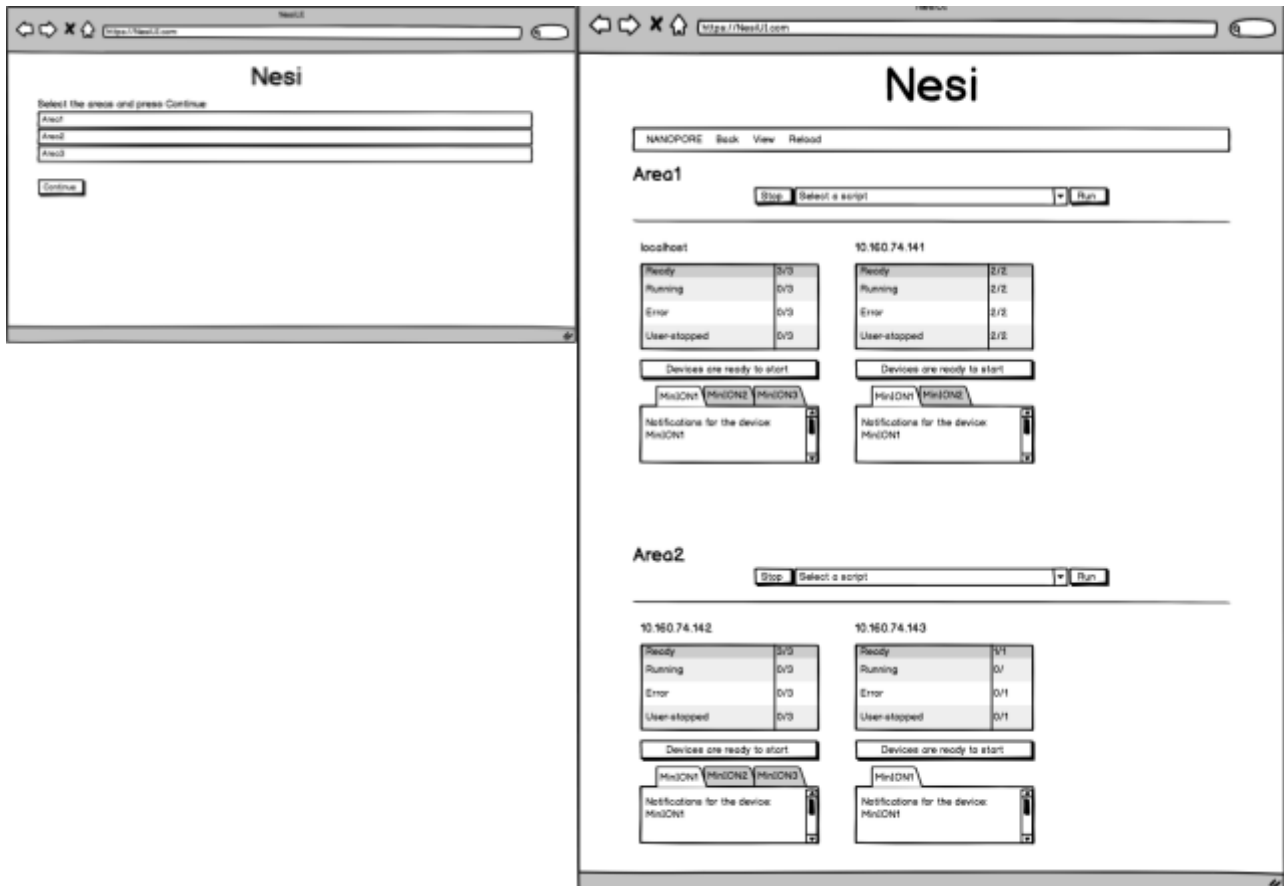 NesiUI
https://NesiUI.com
Nesi
Select the areas and press Continue
Area1
Area2
Area3
Continue
https://NesiUI.com
Nesi
NANOPORE Back View Reload
Area1
Stop Select a script Run
localhost 10.160.74.141
Ready 3/3 Ready 2/2
Running 0/3 Running 2/2
Error 0/3 Error 2/2
User-stopped 0/3 User-stopped 2/2
Devices are ready to start Devices are ready to start
MinION1 MinION2 MinION3 MinION1 MinION2
Notifications for the device: Notifications for the device:
MinION1 MinION1
Area2
Stop Select a script Run
10.160.74.142 10.160.74.143
Ready 3/3 Ready 1/1
Running 0/3 Running 0/
Error 0/3 Error 0/1
User-stopped 0/3 User-stopped 0/1
Devices are ready to start Devices are ready to start
MinION1 MinION2 MinION3 MinION1
Notifications for the device: Notifications for the device:
MinION1 MinION1